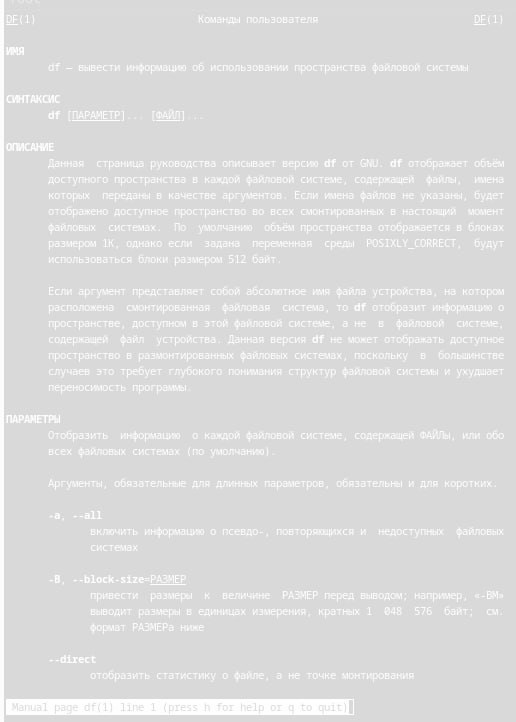 DF(1) Команды пользователя DF(1)
ИМЯ
df — вывести информацию об использовании пространства файловой системы
СИНТАКСИС
df [ПАРАМЕТР]... [ФАЙЛ]...
ОПИСАНИЕ
Данная страница руководства описывает версию df от GNU. df отображает объём
доступного пространства в каждой файловой системе, содержащей файлы, имена
которых переданы в качестве аргументов. Если имена файлов не указаны, будет
отображено доступное пространство во всех смонтированных в настоящий момент
файловых системах. По умолчанию объём пространства отображается в блоках
размером 1К, однако если задана переменная среды POSIXLY_CORRECT, будут
использоваться блоки размером 512 байт.
Если аргумент представляет собой абсолютное имя файла устройства, на котором
расположена смонтированная файловая система, то df отобразит информацию о
пространстве, доступном в этой файловой системе, а не в файловой системе,
содержащей файл устройства. Данная версия df не может отображать доступное
пространство в размонтированных файловых системах, поскольку в большинстве
случаев это требует глубокого понимания структур файловой системы и ухудшает
переносимость программы.
ПАРАМЕТРЫ
Отобразить информацию о каждой файловой системе, содержащей ФАЙЛы, или обо
всех файловых системах (по умолчанию).
Аргументы, обязательные для длинных параметров, обязательны и для коротких.
-a, --all
включить информацию о псевдо-, повторяющихся и недоступных файловых
системах
-B, --block-size=РАЗМЕР
привести размеры к величине РАЗМЕР перед выводом; например, «-BM»
выводит размеры в единицах измерения, кратных 1 048 576 байт; см.
формат РАЗМЕРа ниже
--direct
отобразить статистику о файле, а не точке монтирования
Manual page df(1) line 1 (press h for help or q to quit)